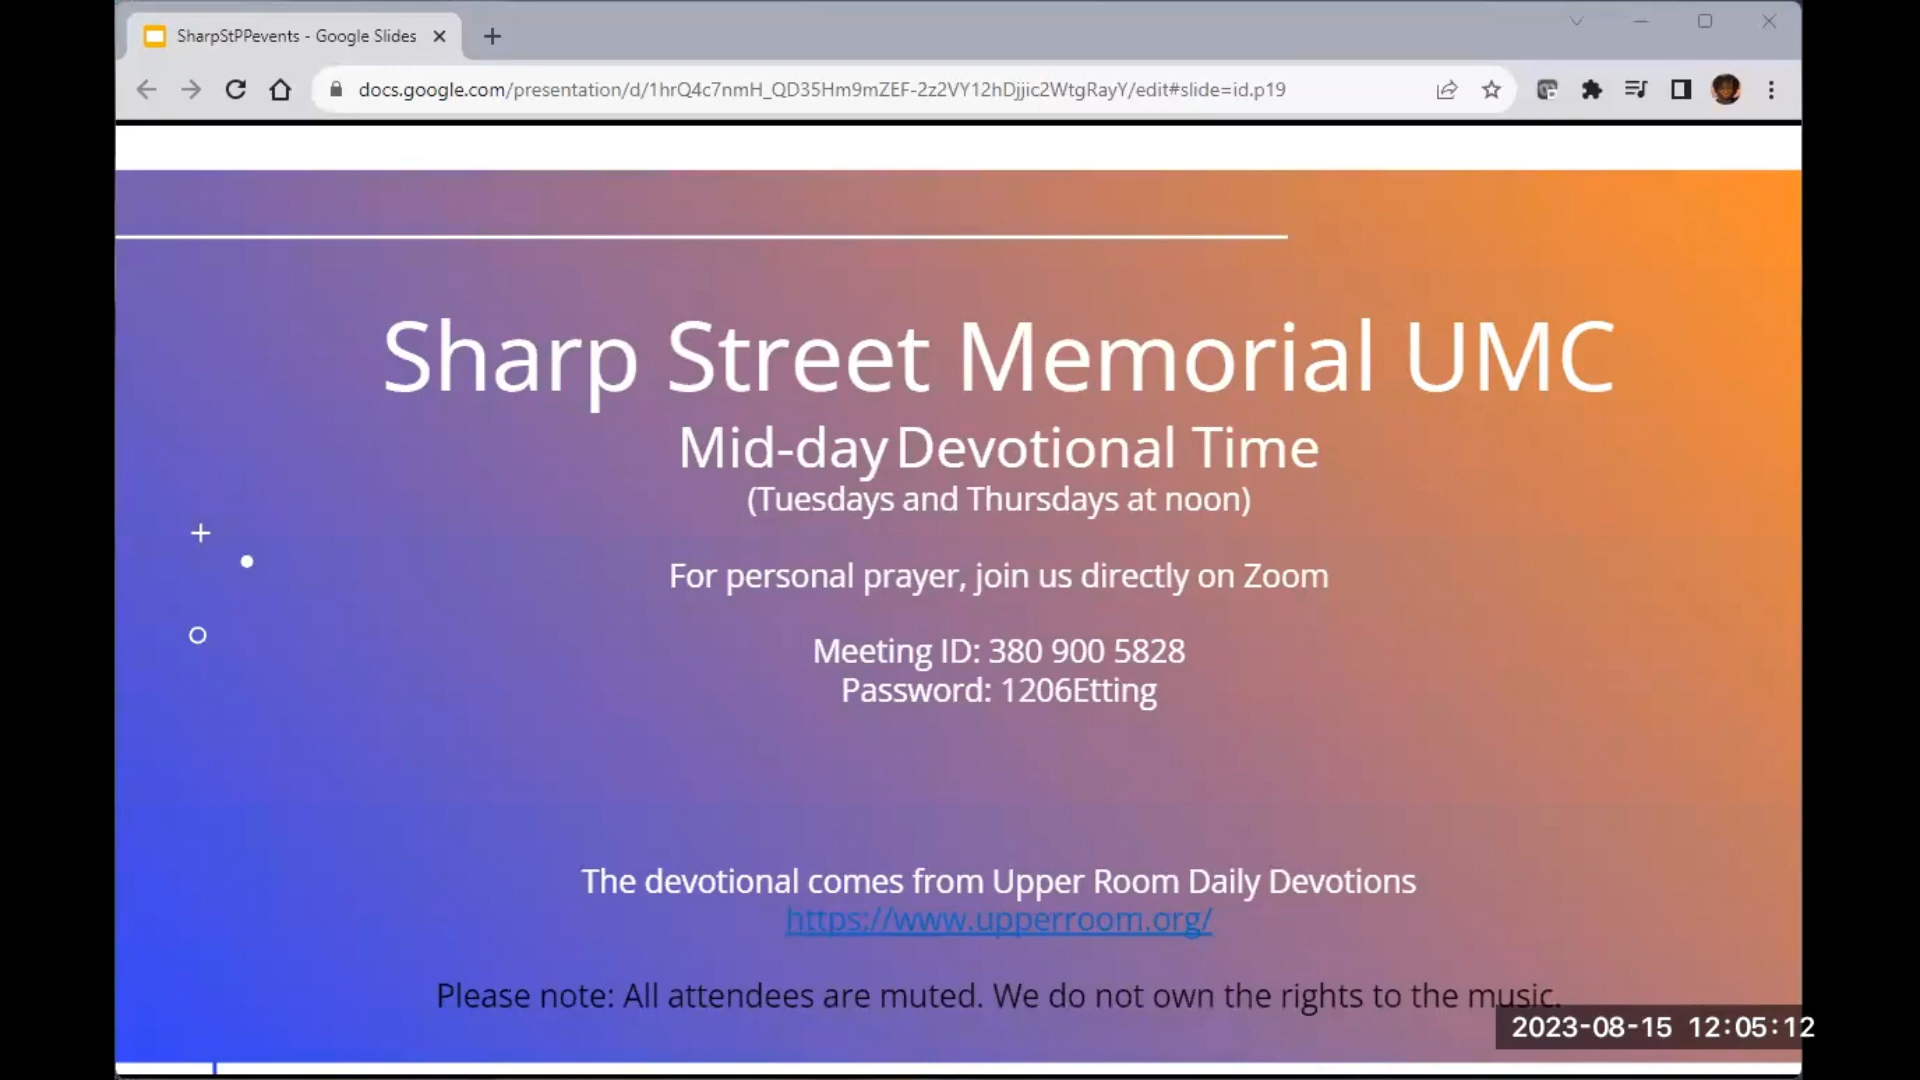 SharpStPPevents - Google Slides
docs.google.com/presentation/d/1hrQ4c7nmH_QD35Hm9mZEF-2z2VY12hDjjic2WtgRayY/edit#slide=id.p19
Sharp Street Memorial UMC
Mid-day Devotional Time
(Tuesdays and Thursdays at noon)
For personal prayer, join us directly on Zoom
Meeting ID: 380 900 5828
Password: 1206Etting
The devotional comes from Upper Room Daily Devotions
https://www.upperroom.org/
Please note: All attendees are muted. We do not own the rights to the music.
2023-08-15 12:05:12